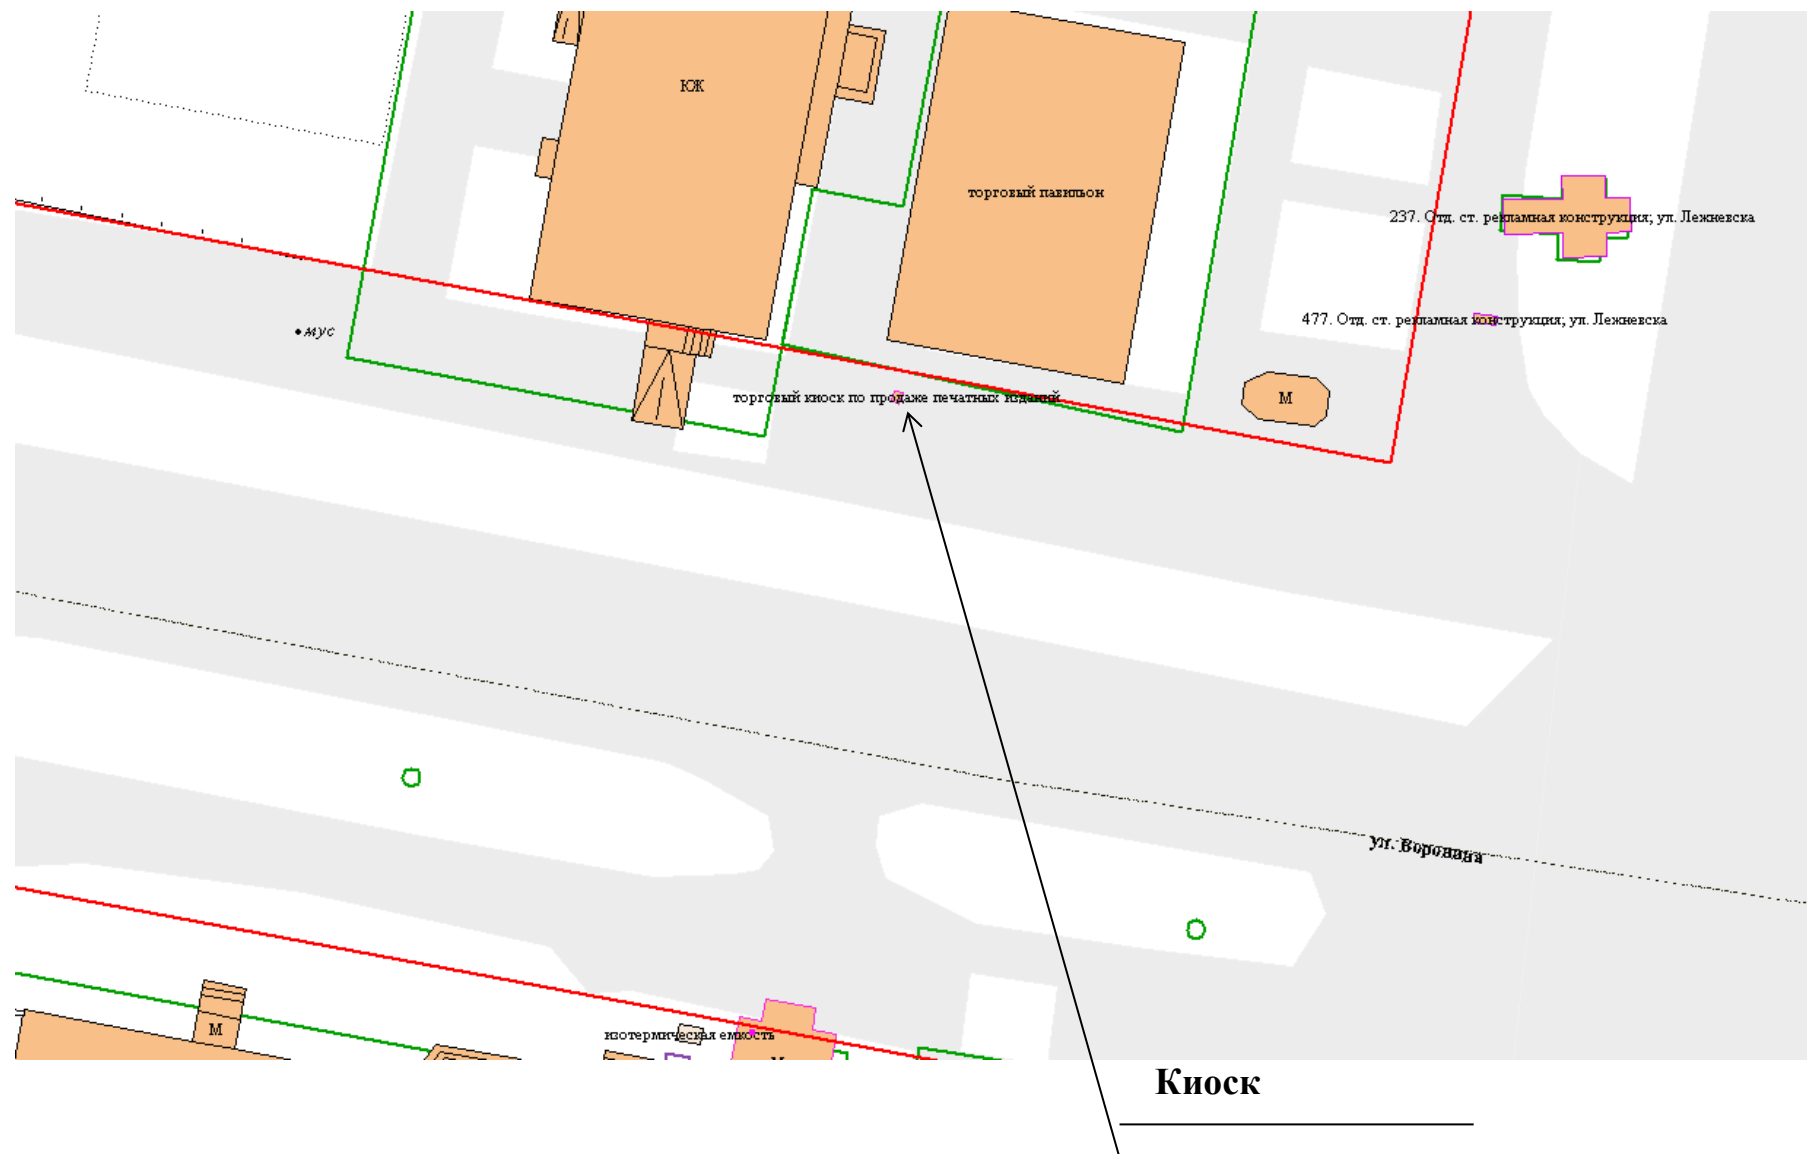 КЖ
торговый павильон
237. Отд. ст. рекламная конструкция; ул. Лежневска
477. Отд. ст. рекламная конструкция; ул. Лежневска
мус
торговый киоск по продаже печатных изданий
М
ул. Воронина
М
изотермическая емкость
Киоск